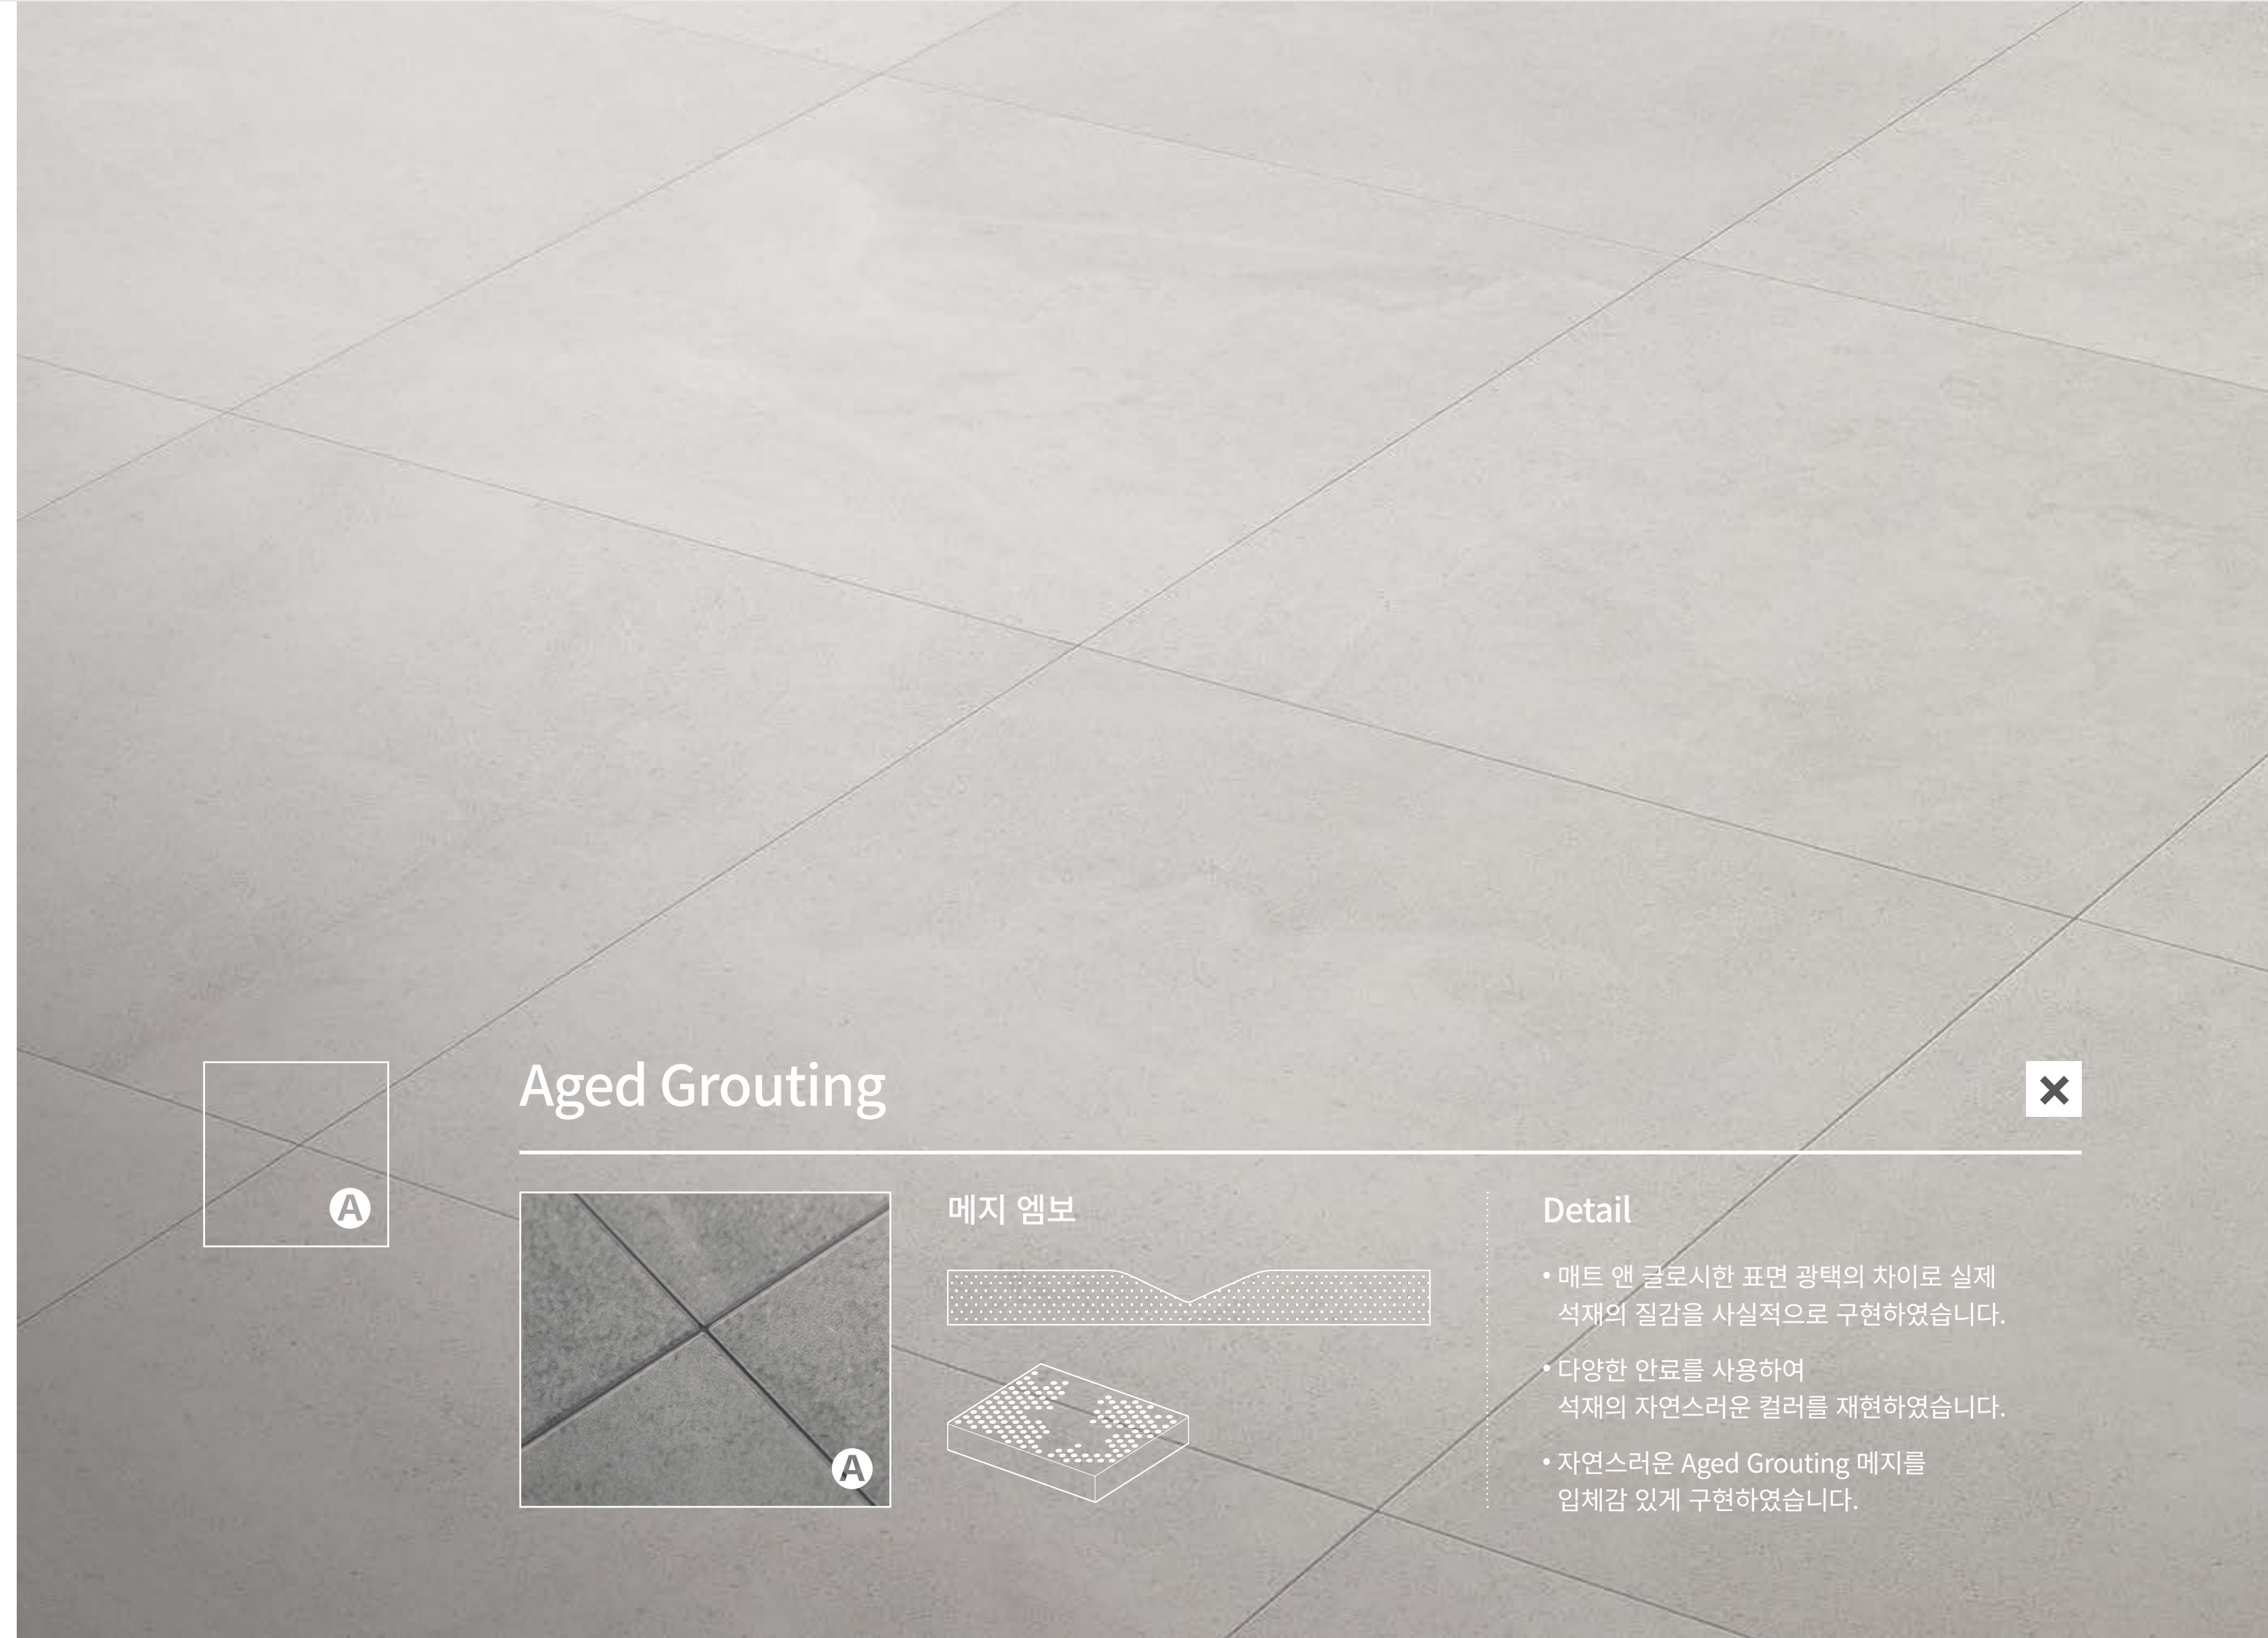 A
Aged Grouting
A
메지 엠보
Detail
• 매트 앤 글로시한 표면 광택의 차이로 실제
석재의 질감을 사실적으로 구현하였습니다.
• 다양한 안료를 사용하여
석재의 자연스러운 컬러를 재현하였습니다.
• 자연스러운 Aged Grouting 메지를
입체감 있게 구현하였습니다.